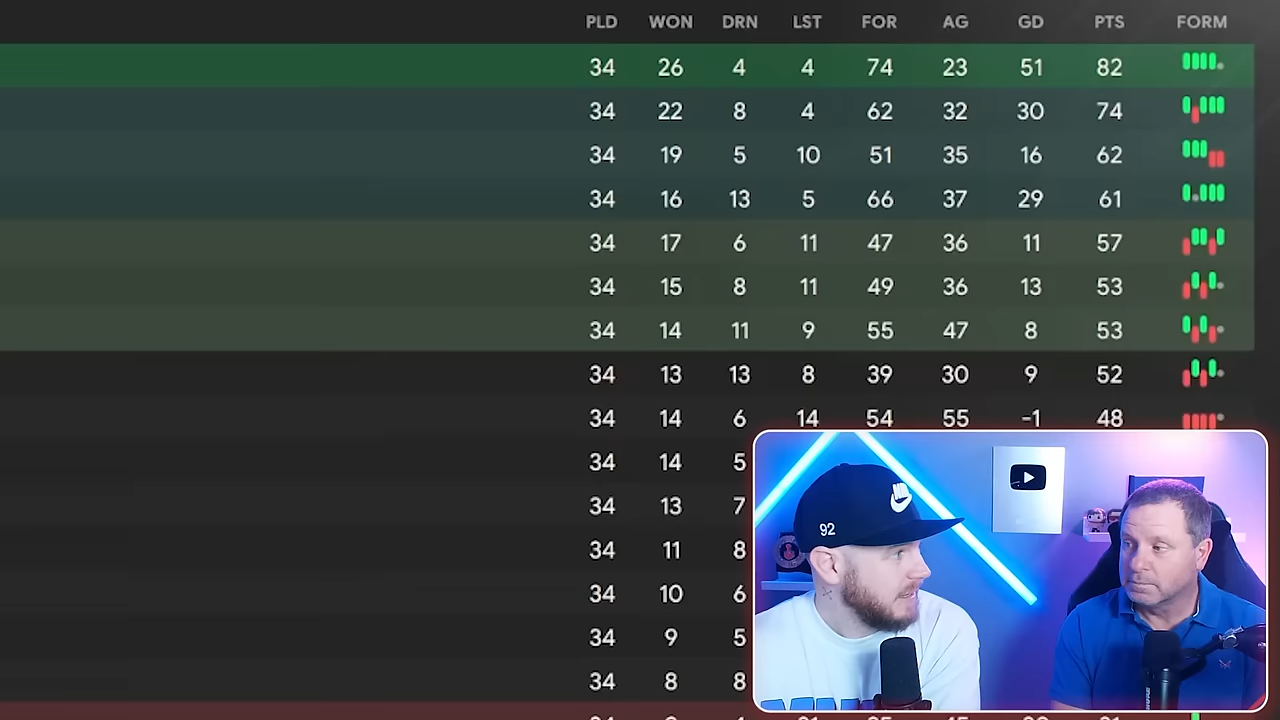 PLD WON DRN LST FOR AG GD PTS FORM
34 26 4 4 74 23 51 82
34 22 8 4 62 32 30 74
34 19 5 10 51 35 16 62
34 16 13 5 66 37 29 61
34 17 6 11 47 36 11 57
34 15 8 11 49 36 13 53
34 14 11 9 55 47 8 53
34 13 13 8 39 30 9 52
34 14 6 14 54 55 -1 48
34 14 5
34 13 7
34 11 8
34 10 6
34 9 5
34 8 8
92